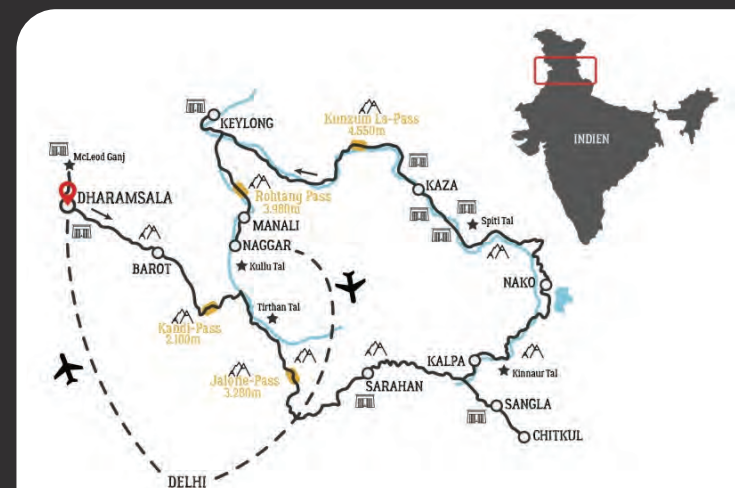 INDIEN
KEYLONG
Kunzum La-Pass
4.550m
McLeod Ganj
DHARAMSALA
Rohtang Pass
3.980m
KAZA
Spiti Tal
MANALI
NAGGAR
BAROT
Kullu Tal
NAKO
Tirthan Tal
Kandi-Pass
2.100m
KALPA
Kinnaur Tal
Jalorie-Pass
3.280m
SARAHAN
SANGLA
CHITKUL
DELHI